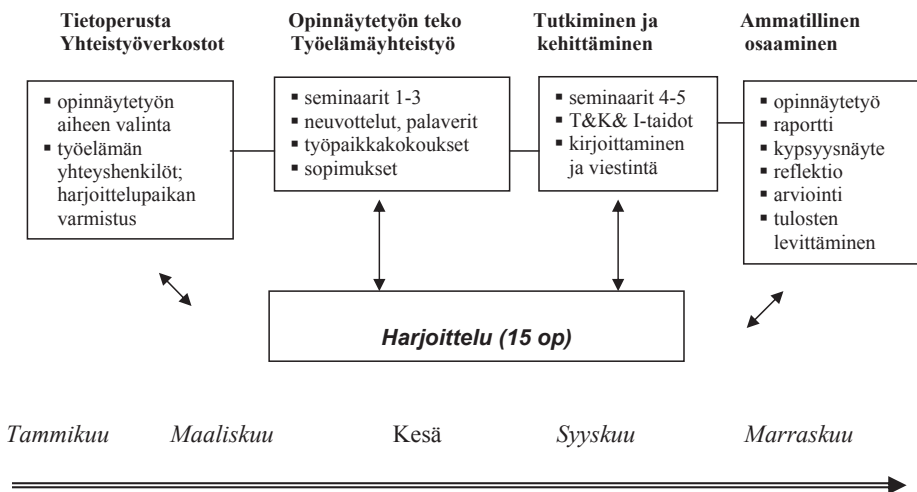 Tietoperusta
Yhteistyöverkostot
Opinnäytetyön teko
Työelämäyhteistyö
Tutkiminen ja
kehittäminen
Ammatillinen
osaaminen
▪ opinnäytetyön
aiheen valinta
▪ työelämän
yhteyshenkilöt;
harjoittelupaikan
varmistus
▪ seminaarit 1-3
▪ neuvottelut, palaverit
▪ työpaikkakokoukset
▪ sopimukset
▪ seminaarit 4-5
▪ T&K& I-taidot
▪ kirjoittaminen
ja viestintä
▪ opinnäytetyö
▪ raportti
▪ kypsyysnäyte
▪ reflektio
▪ arviointi
▪ tulosten
levittäminen
Harjoittelu (15 op)
Tammikuu Maaliskuu Kesä Syyskuu Marraskuu